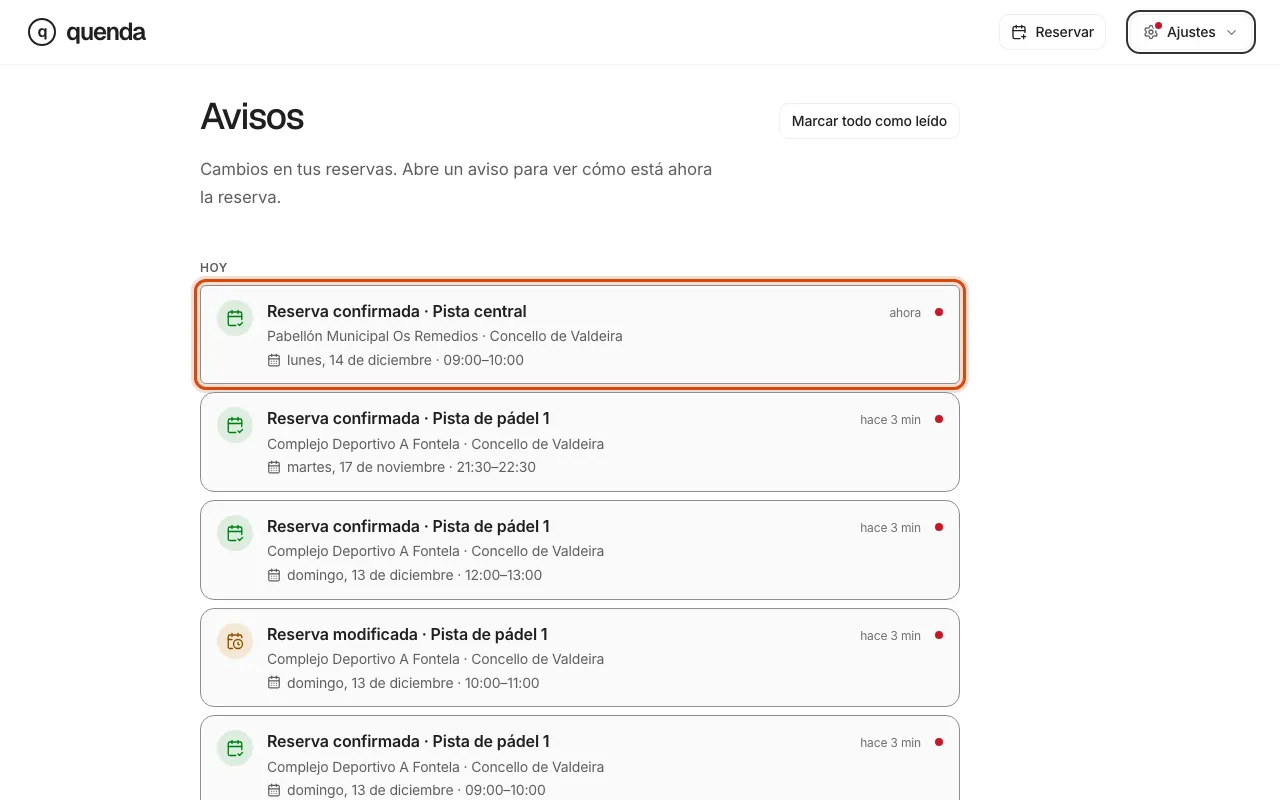 q quenda
Reservar
Ajustes
Avisos
Marcar todo como leído
Cambios en tus reservas. Abre un aviso para ver cómo está ahora
la reserva.
HOY
Reserva confirmada · Pista central
ahora
Pabellón Municipal Os Remedios · Concello de Valdeira
lunes, 14 de diciembre · 09:00–10:00
Reserva confirmada · Pista de pádel 1
hace 3 min
Complejo Deportivo A Fontela · Concello de Valdeira
martes, 17 de noviembre · 21:30–22:30
Reserva confirmada · Pista de pádel 1
hace 3 min
Complejo Deportivo A Fontela · Concello de Valdeira
domingo, 13 de diciembre · 12:00–13:00
Reserva modificada · Pista de pádel 1
hace 3 min
Complejo Deportivo A Fontela · Concello de Valdeira
domingo, 13 de diciembre · 10:00–11:00
Reserva confirmada · Pista de pádel 1
hace 3 min
Complejo Deportivo A Fontela · Concello de Valdeira
domingo, 13 de diciembre · 09:00–10:00